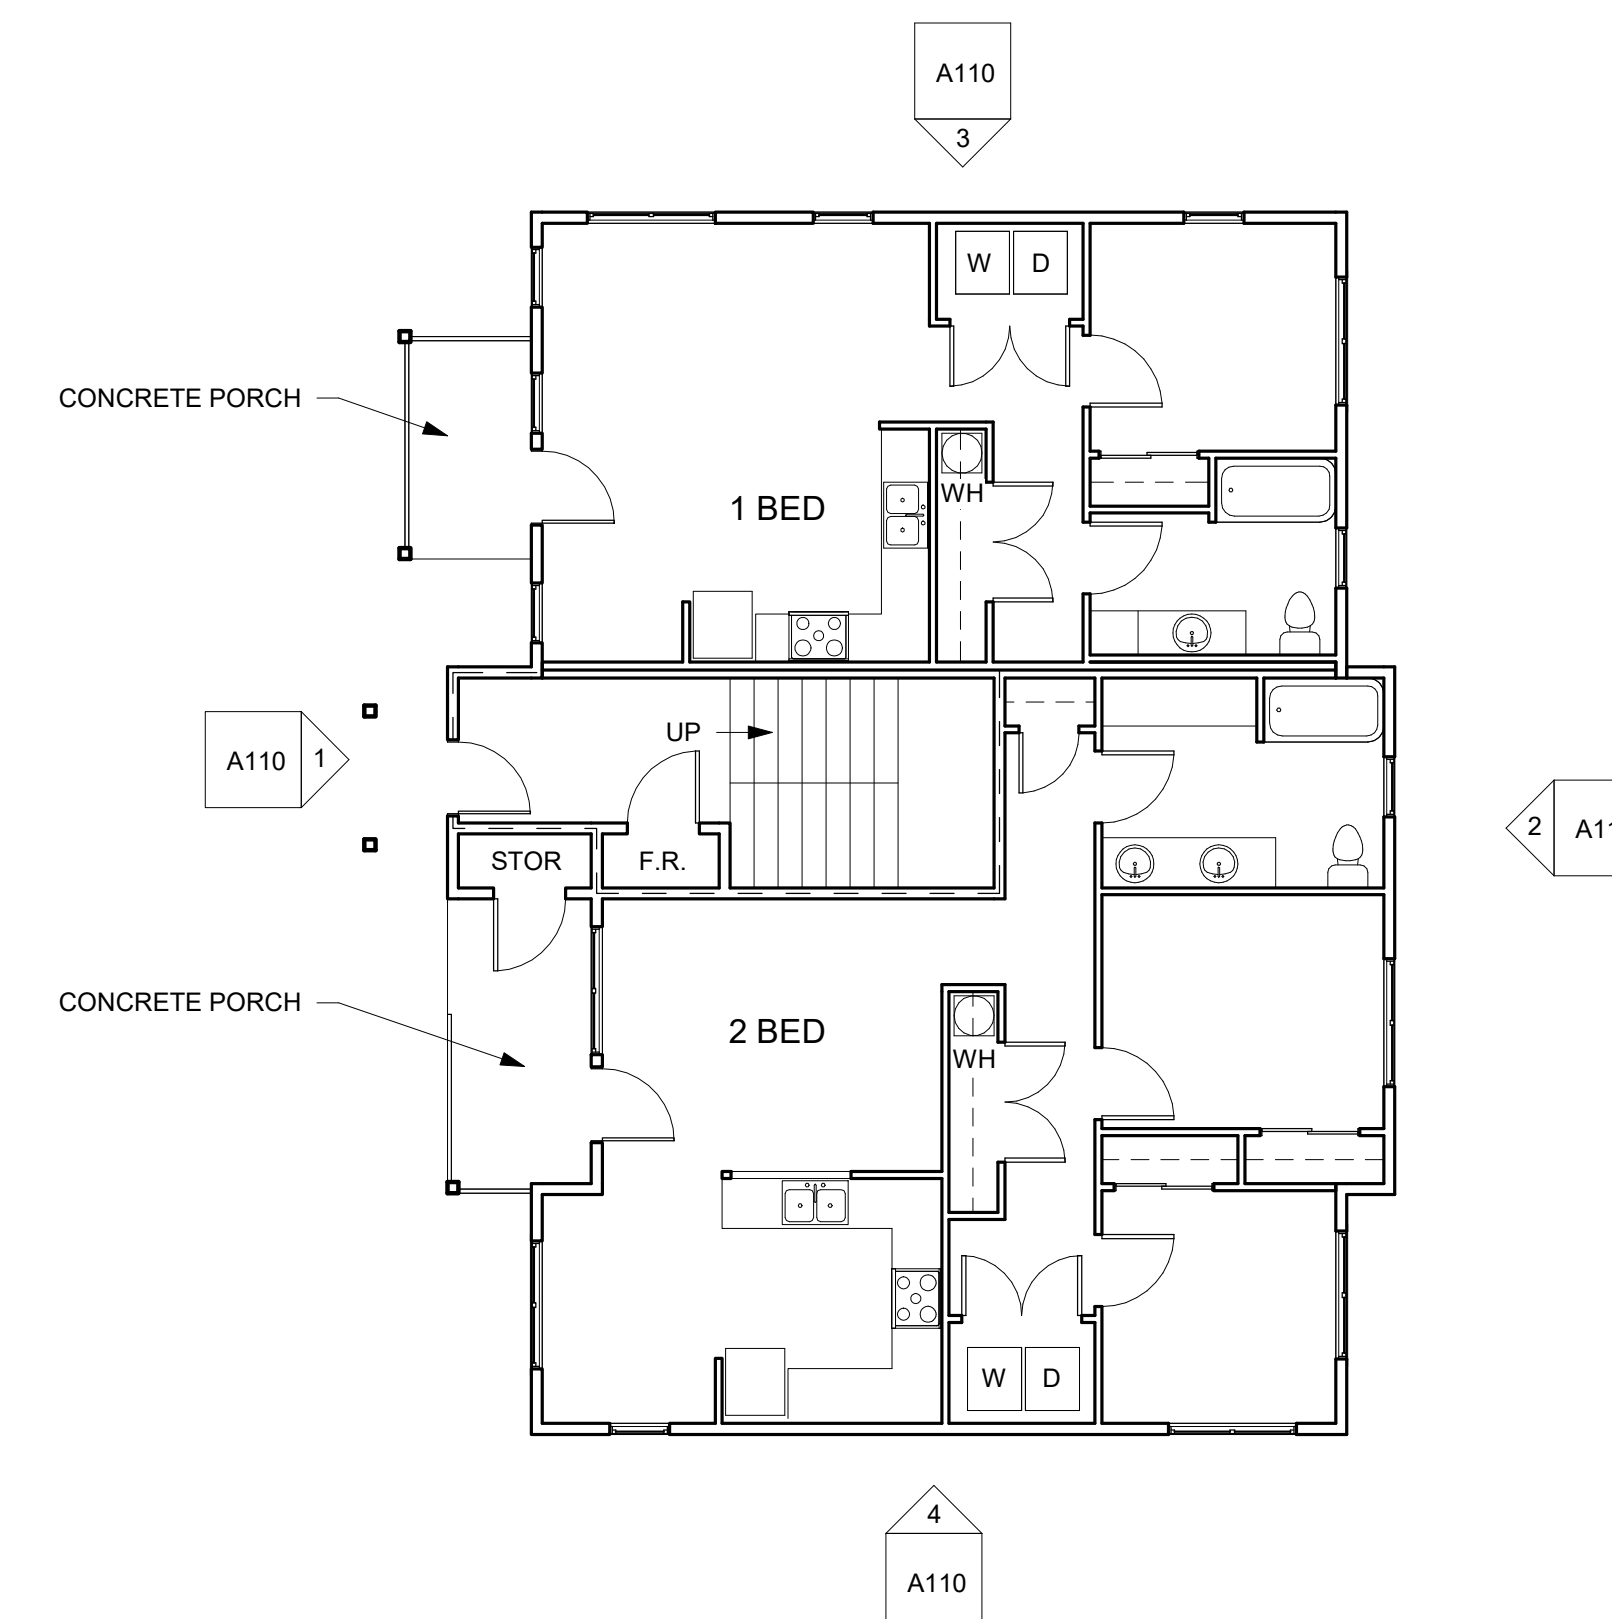 A110
3
W D
CONCRETE PORCH
WH
1 BED
UP
A110 1
2 A11
STOR F.R.
CONCRETE PORCH
2 BED
WH
W D
4
A110